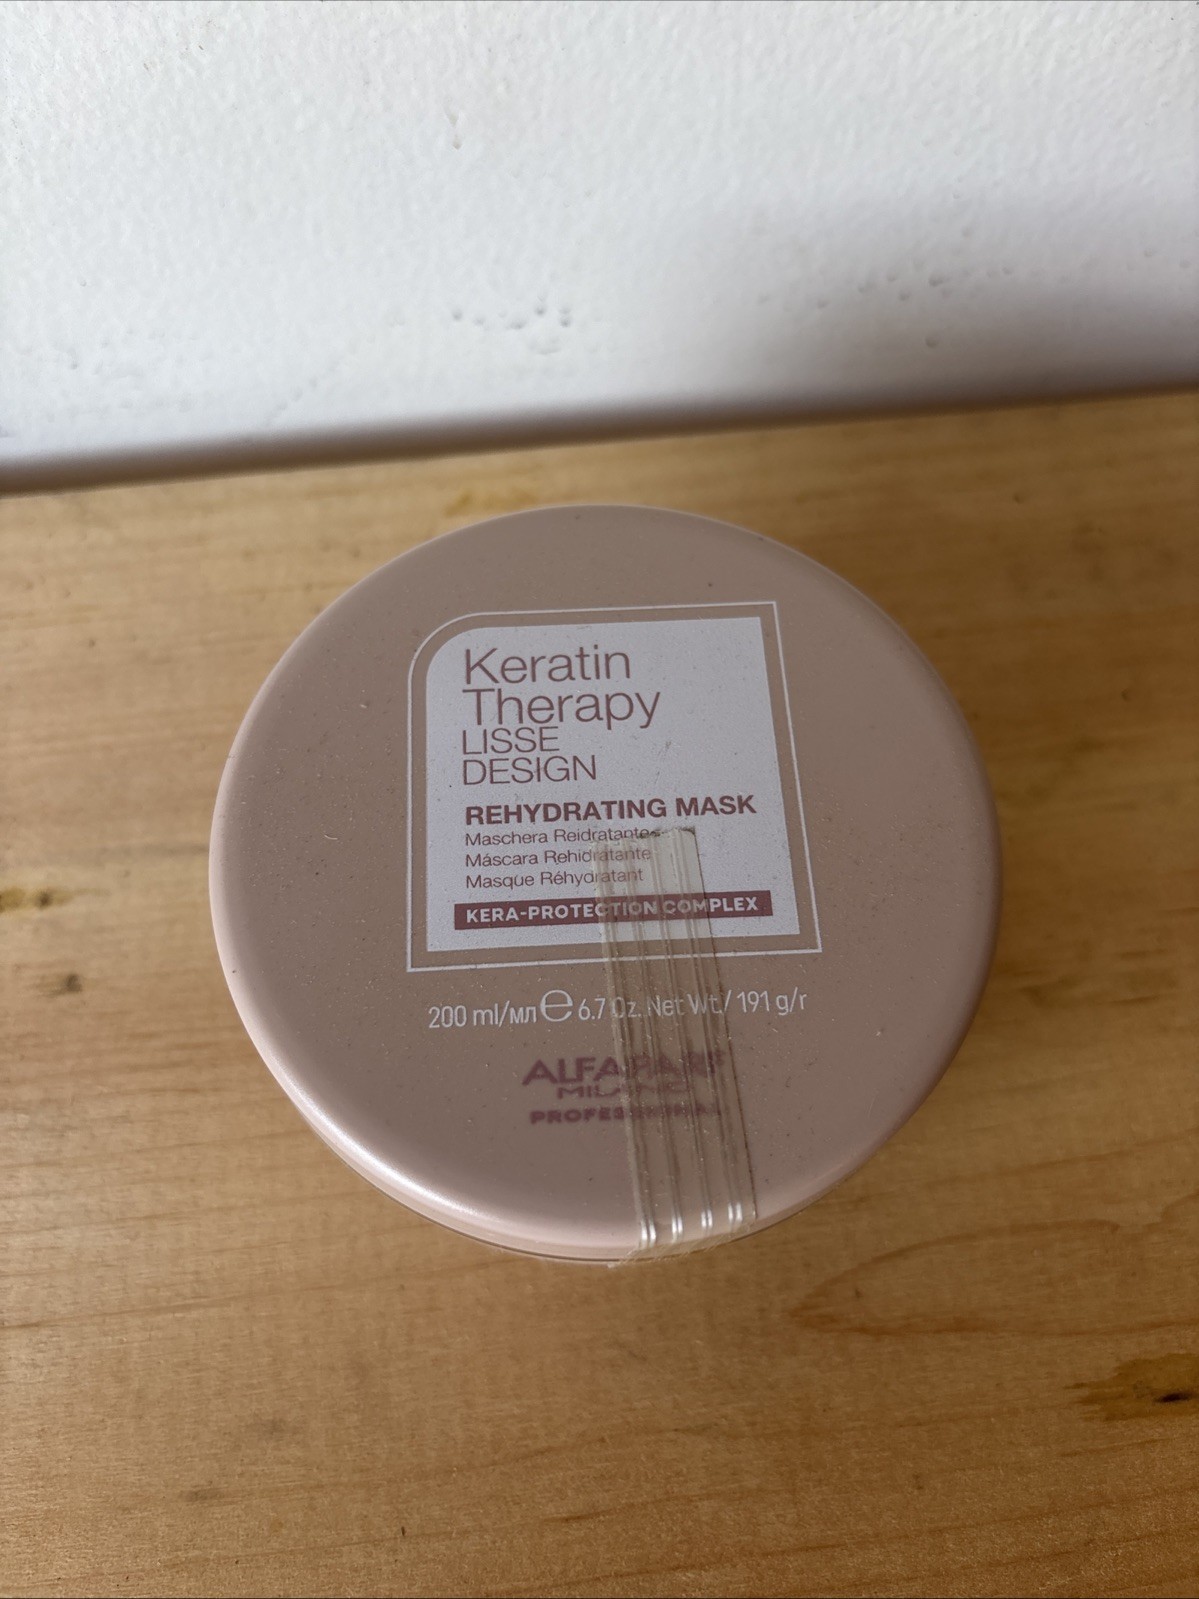 Keratin
Therapy
LISSE
DESIGN
REHYDRATING MASK
Maschera Reidratante
Máscara Rehidratante
Masque Réhydratant
KERA-PROTECTION COMPLEX
200 ml/мл e 6.7 Oz. Net Wt./ 191 g/r
ALFAPARF
MILANO
PROFESSIONAL